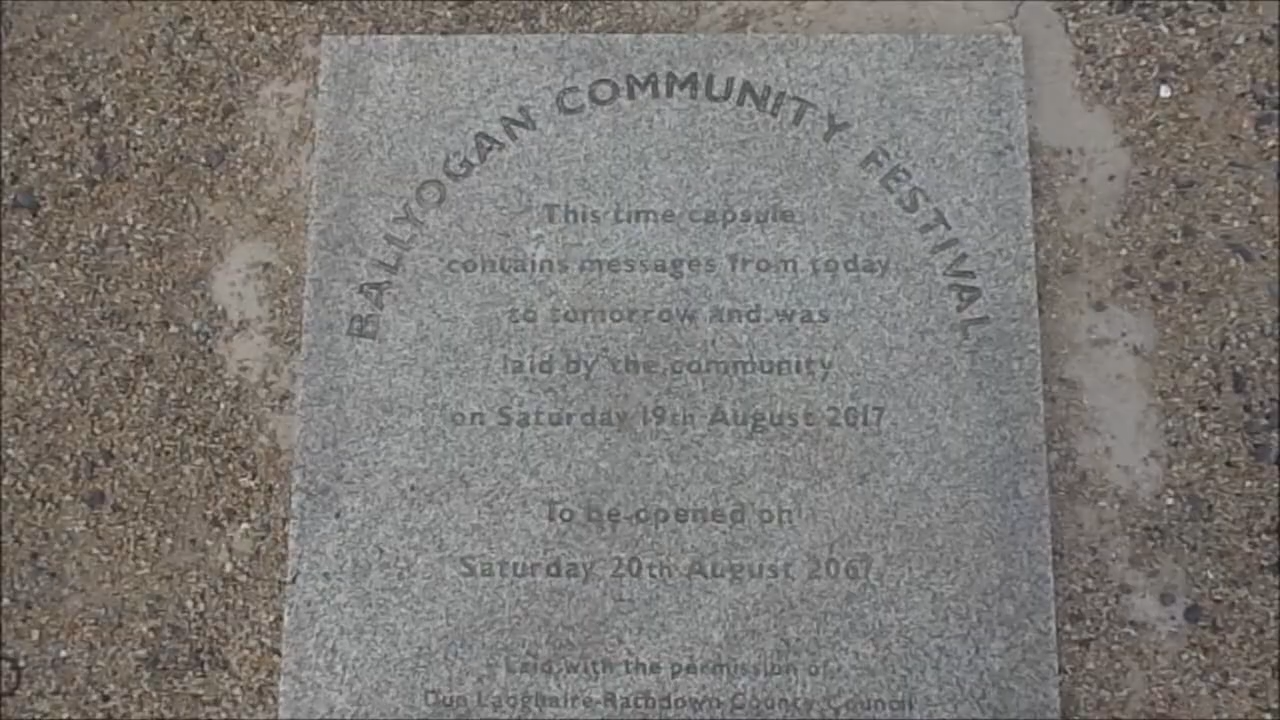 BALLYOGAN COMMUNITY FESTIVAL
This time capsule
contains messages from today
to tomorrow and was
laid by the community
on Saturday 19th August 2017
To be opened on
Saturday 20th August 2067
Laid with the permission of
Dun Laoghaire-Rathdown County Council